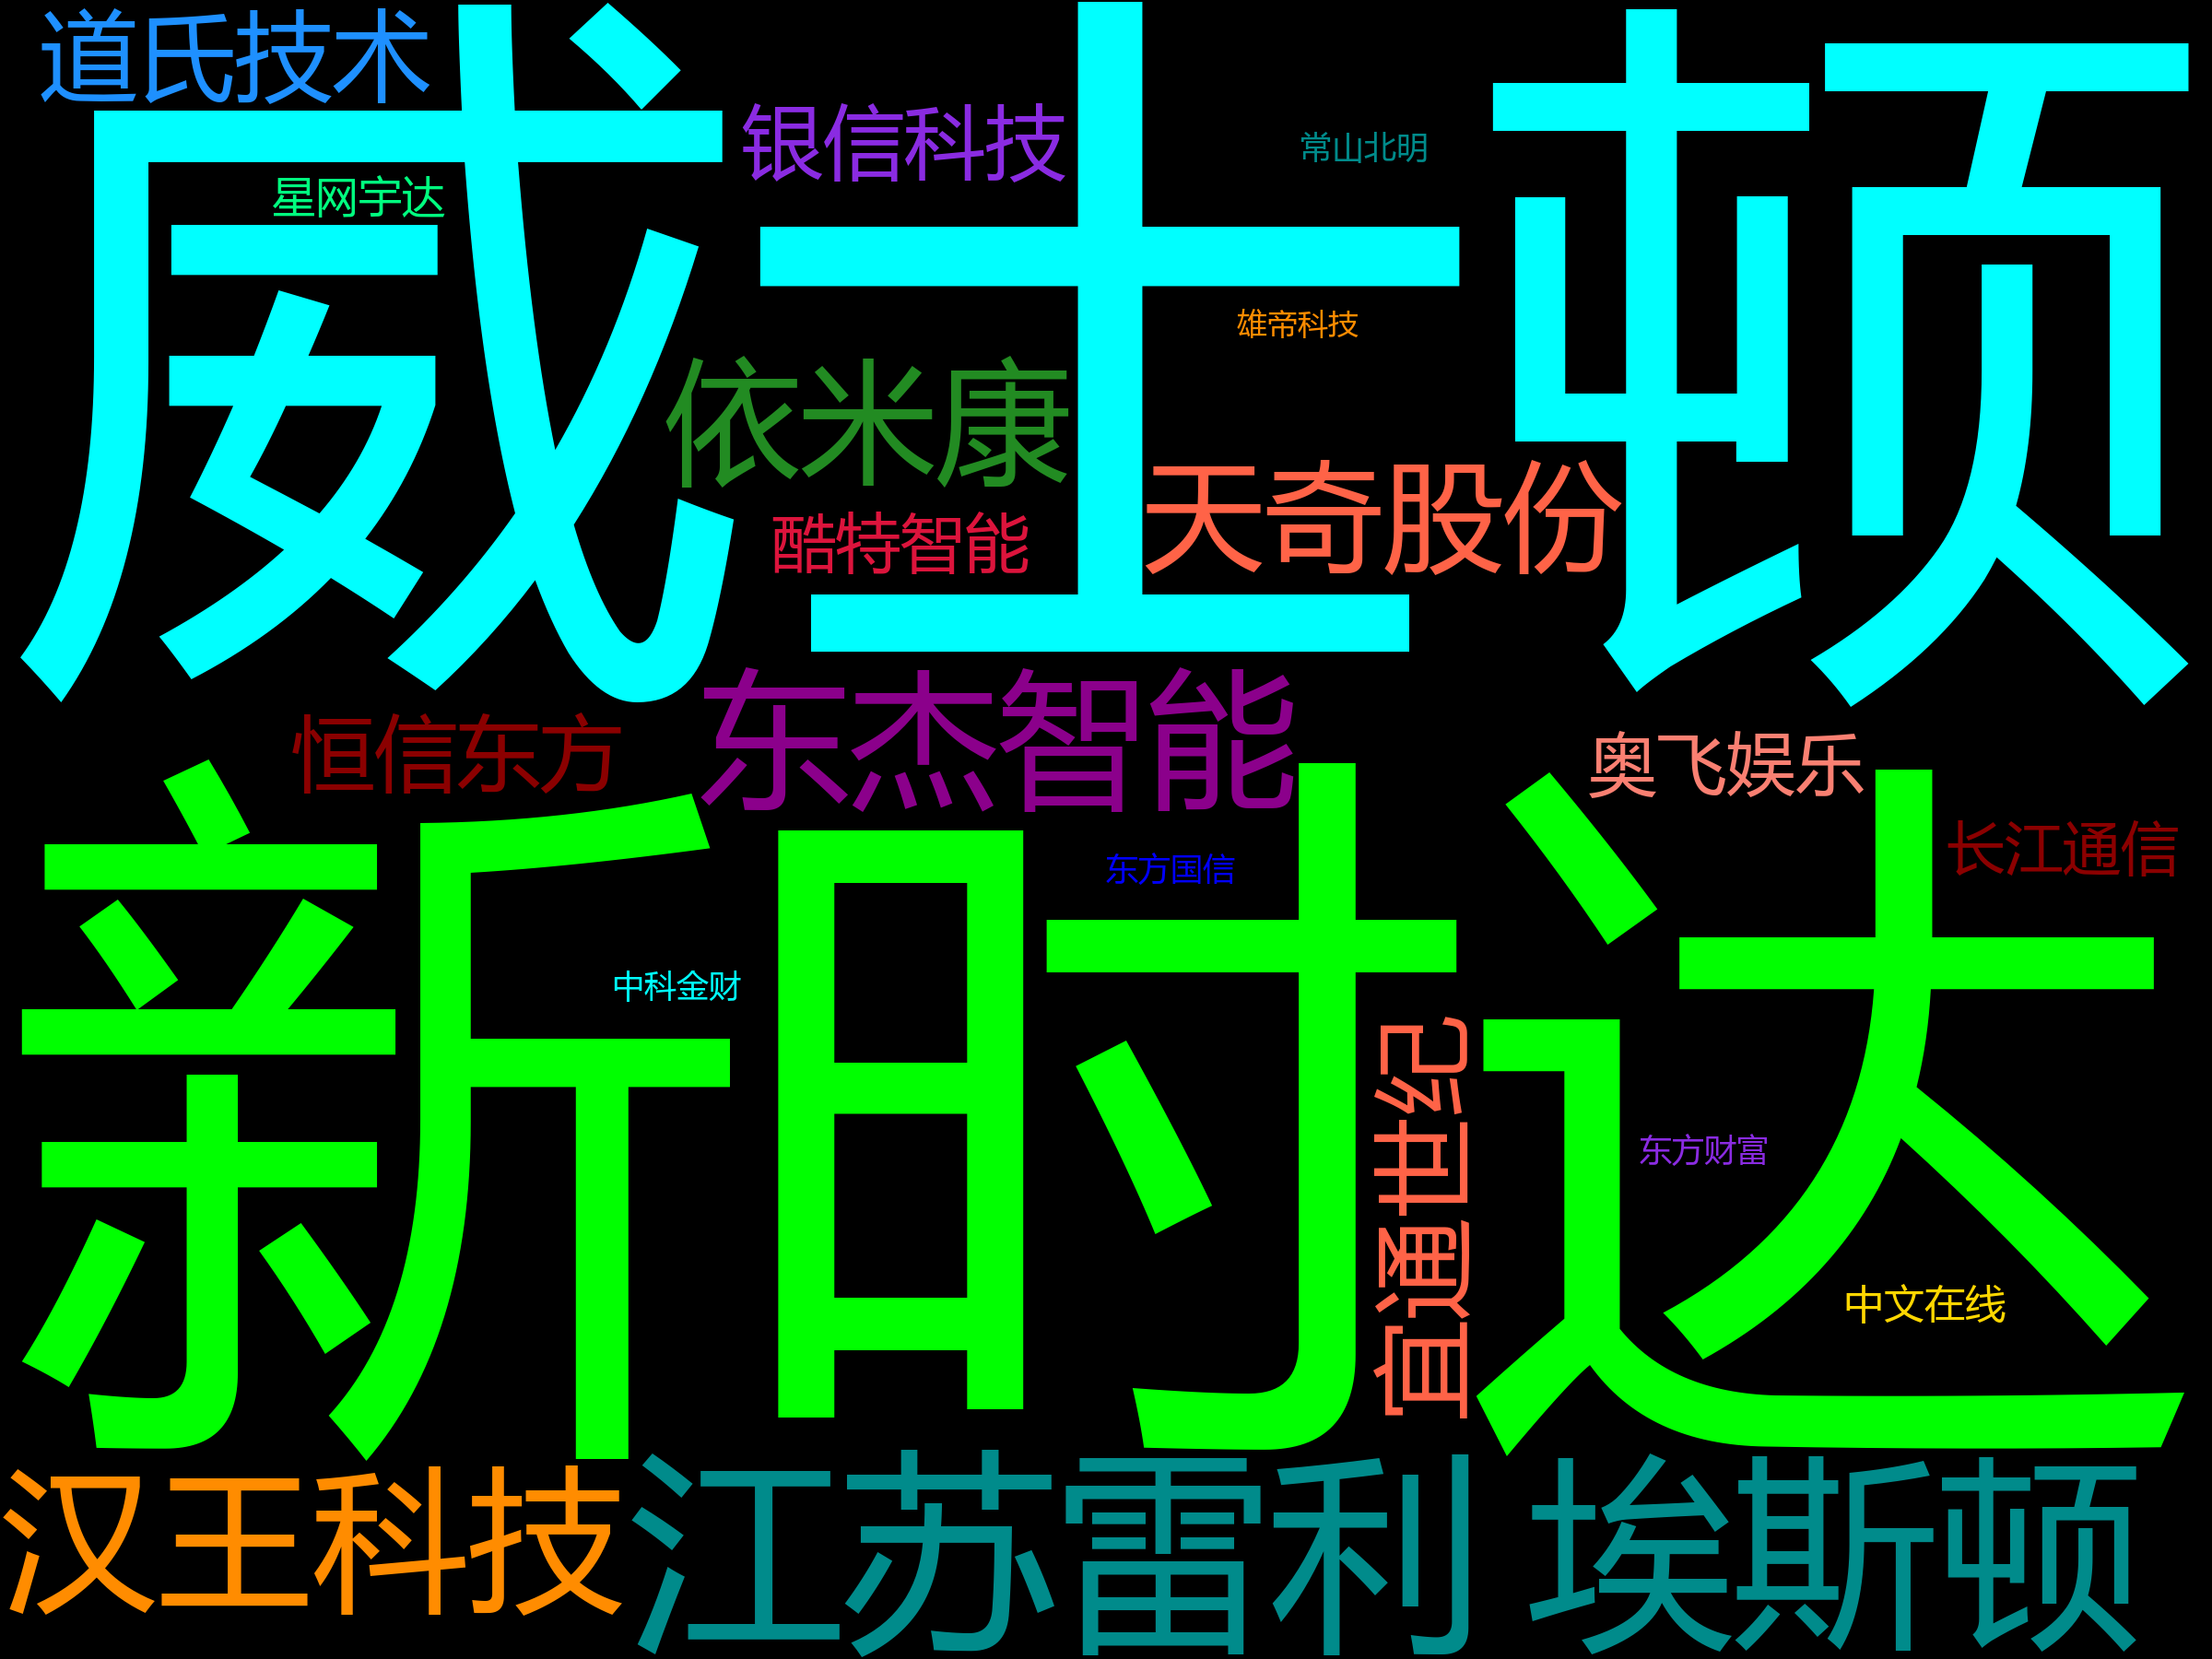 道氏技术
威士顿
银信科技
常山北明
星网宇达
雄帝科技
依米康
天奇股份
酷特智能
东杰智能
恒信东方
奥飞娱乐
长江通信
东方国信
新时达
中科金财
宜通世纪
东方财富
中文在线
汉王科技
江苏雷利
埃斯顿